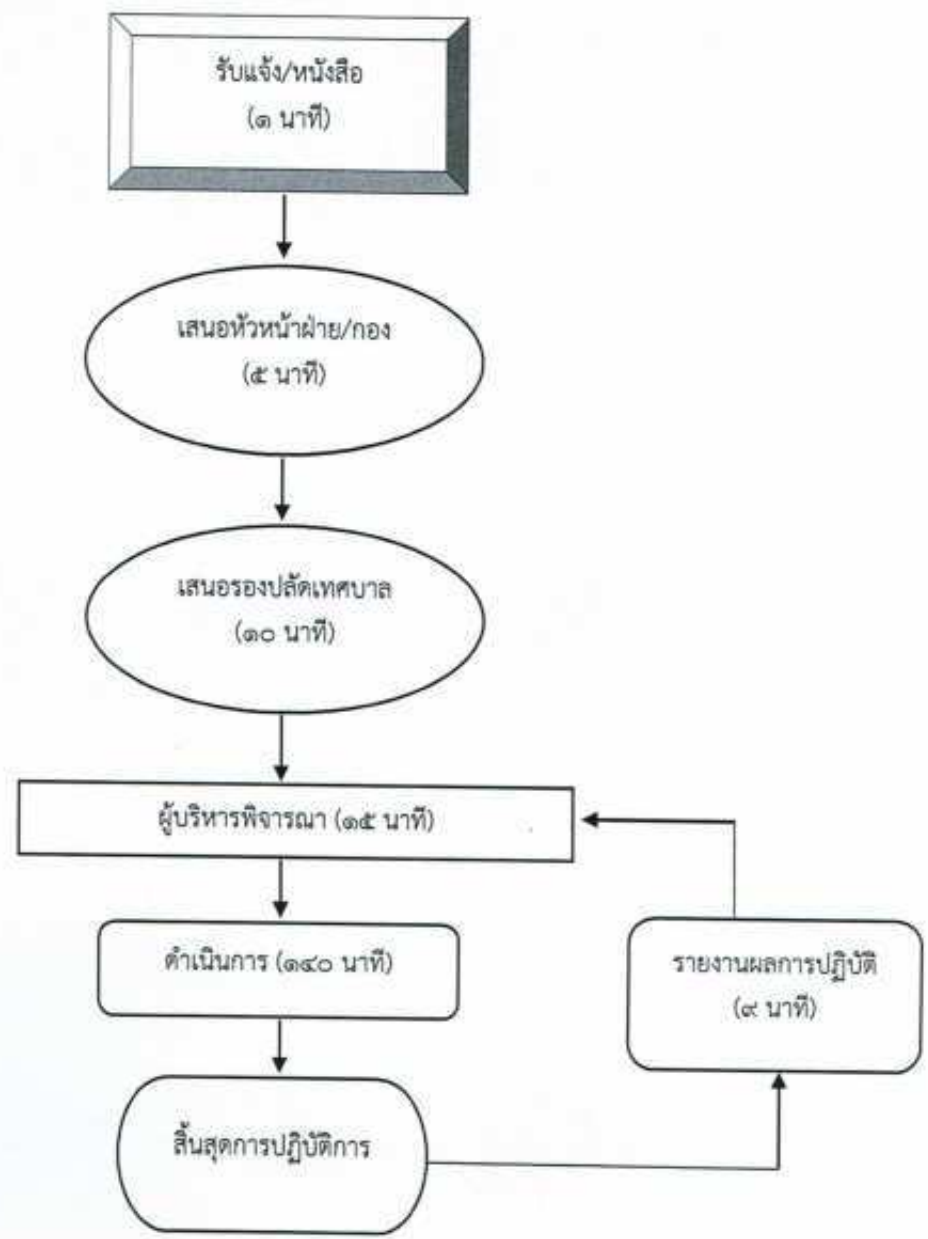 รับแจ้ง/หนังสือ
(๑ นาที)
เสนอหัวหน้าฝ่าย/กอง
(๕ นาที)
เสนอรองปลัดเทศบาล
(๑๐ นาที)
ผู้บริหารพิจารณา (๑๕ นาที)
ดำเนินการ (๑๔๐ นาที)
รายงานผลการปฏิบัติ
(๙ นาที)
สิ้นสุดการปฏิบัติการ